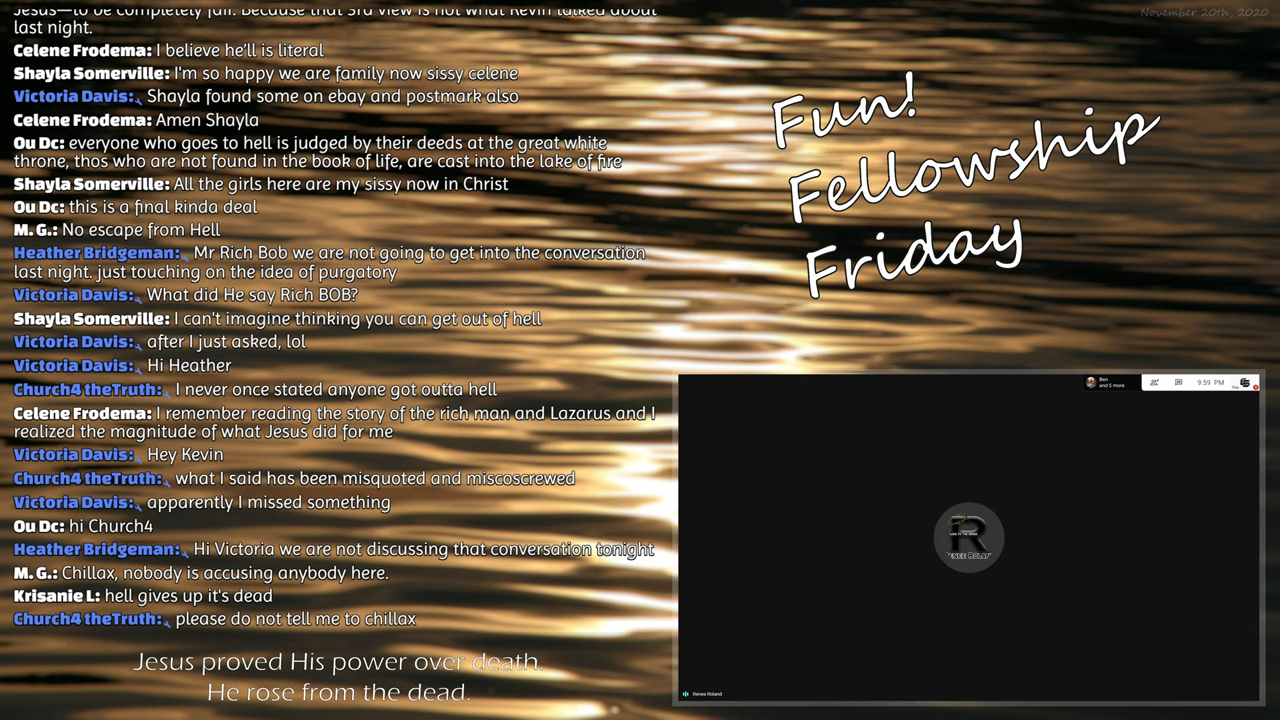 Jesus—to be completely fair. Because that 3rd view is not what Kevin talked about
last night.
Celene Frodema: I believe he'll is literal
Shayla Somerville: I'm so happy we are family now sissy celene
Victoria Davis: Shayla found some on ebay and postmark also
Celene Frodema: Amen Shayla
Ou Dc: everyone who goes to hell is judged by their deeds at the great white
throne, thos who are not found in the book of life, are cast into the lake of fire
Shayla Somerville: All the girls here are my sissy now in Christ
Ou Dc: this is a final kinda deal
M. G.: No escape from Hell
Heather Bridgeman: Mr Rich Bob we are not going to get into the conversation
last night. just touching on the idea of purgatory
Victoria Davis: What did He say Rich BOB?
Shayla Somerville: I can't imagine thinking you can get out of hell
Victoria Davis: after I just asked, lol
Victoria Davis: Hi Heather
Church4 theTruth: I never once stated anyone got outta hell
Celene Frodema: I remember reading the story of the rich man and Lazarus and I
realized the magnitude of what Jesus did for me
Victoria Davis: Hey Kevin
Church4 theTruth: what I said has been misquoted and miscoscrewed
Victoria Davis: apparently I missed something
Ou Dc: hi Church4
Heather Bridgeman: Hi Victoria we are not discussing that conversation tonight
M. G.: Chillax, nobody is accusing anybody here.
Krisanie L: hell gives up it's dead
Church4 theTruth: please do not tell me to chillax
Jesus proved His power over death.
He rose from the dead.
November 20th, 2020
Fun!
Fellowship
Friday
Ren
and 5 more
9:59 PM
You
R
Renee Roland